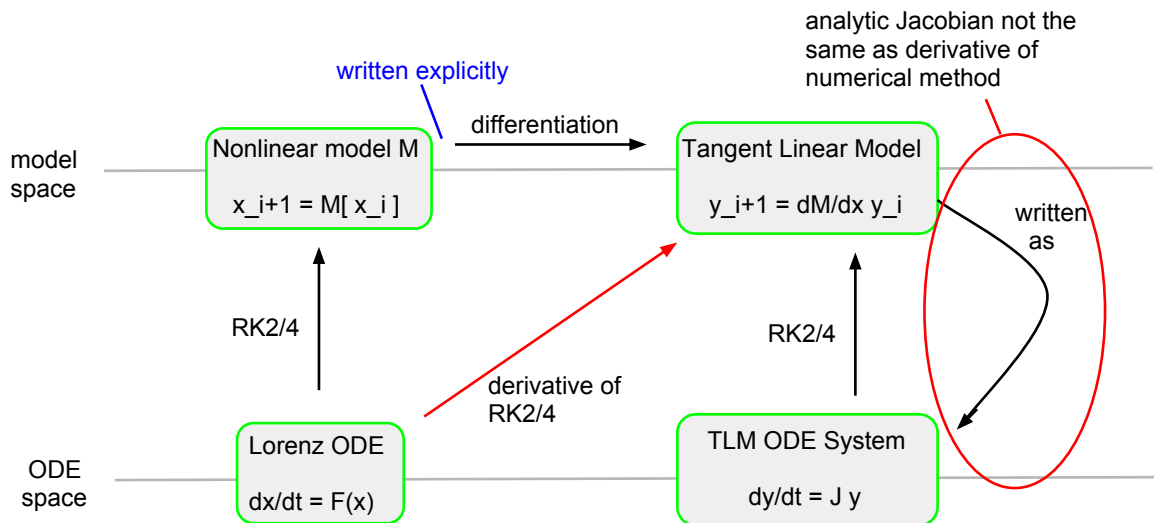 analytic Jacobian not the
same as derivative of
numerical method
written explicitly
differentiation
model
space
Nonlinear model M
x_i+1 = M[ x_i ]
Tangent Linear Model
y_i+1 = dM/dx y_i
written
as
RK2/4
RK2/4
derivative of
RK2/4
ODE
space
Lorenz ODE
dx/dt = F(x)
TLM ODE System
dy/dt = J y